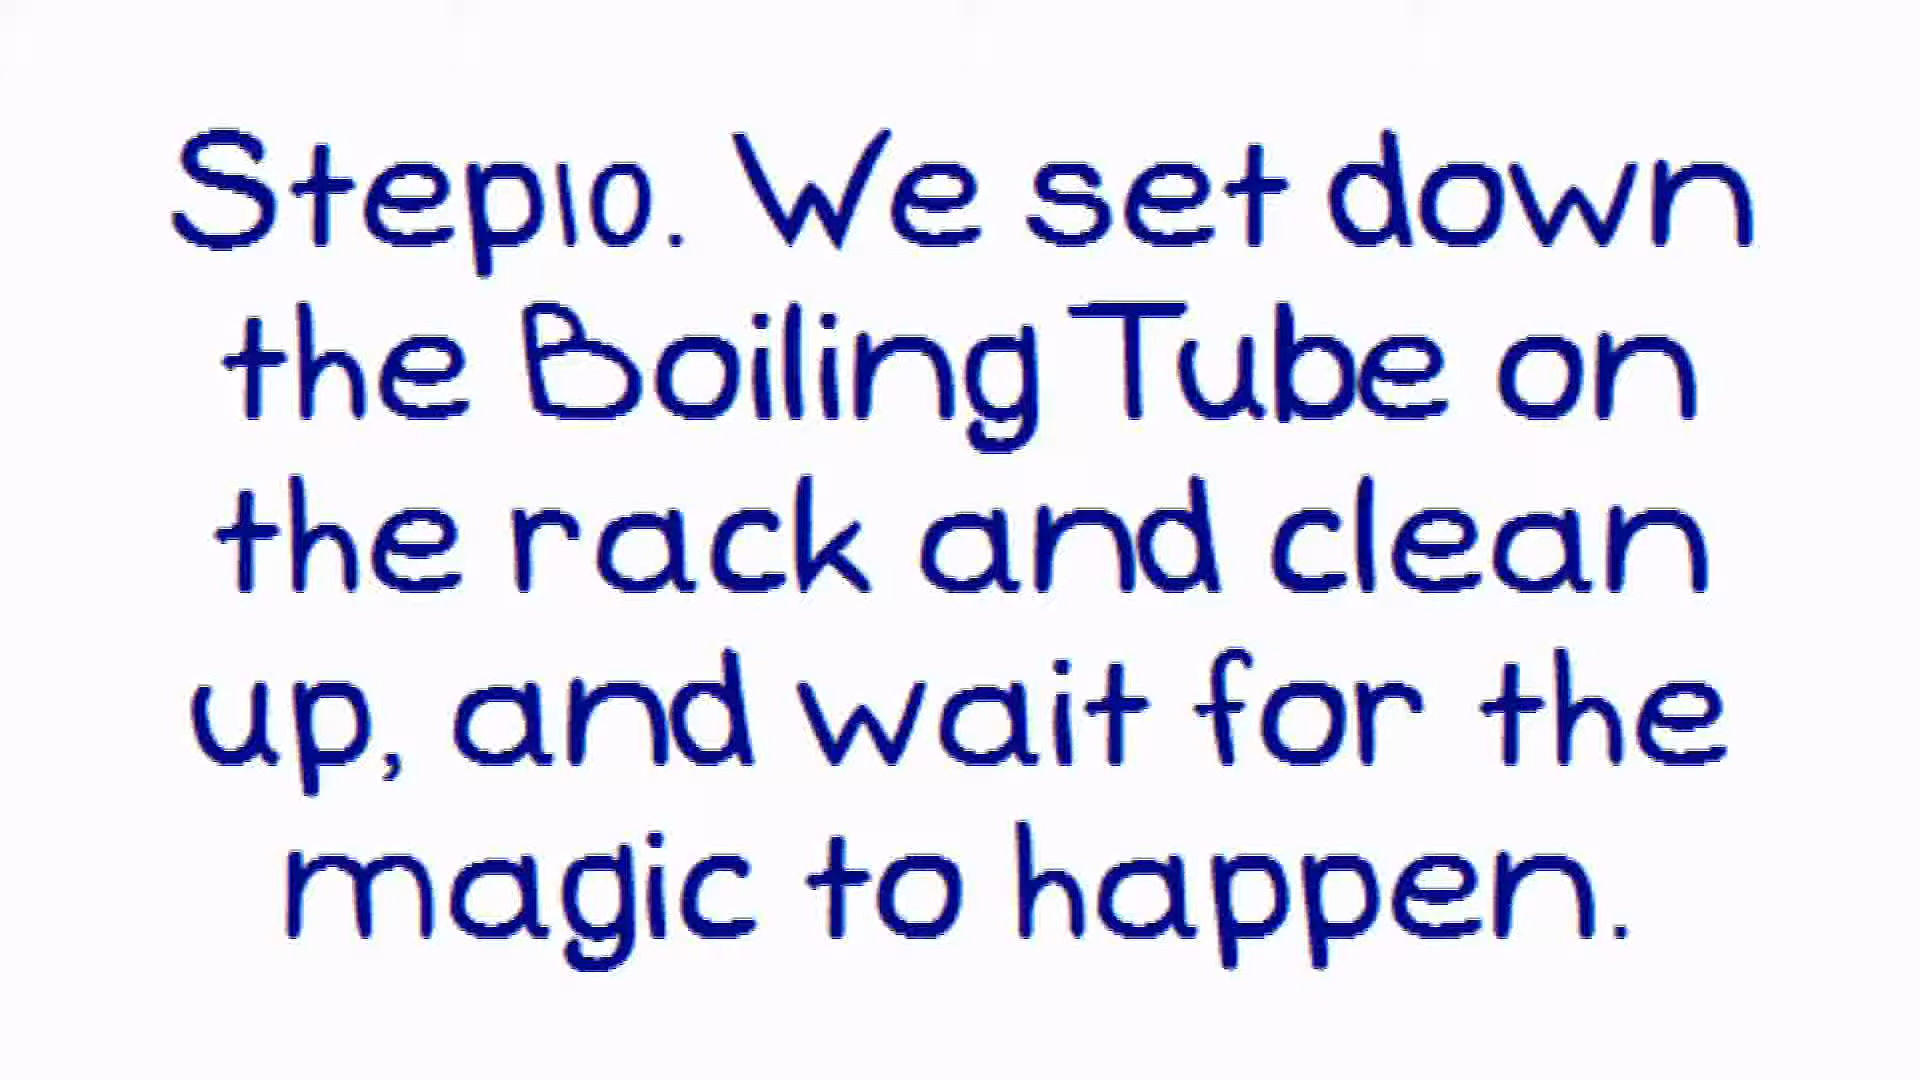 Step10. We set down
the Boiling Tube on
the rack and clean
up, and wait for the
magic to happen.